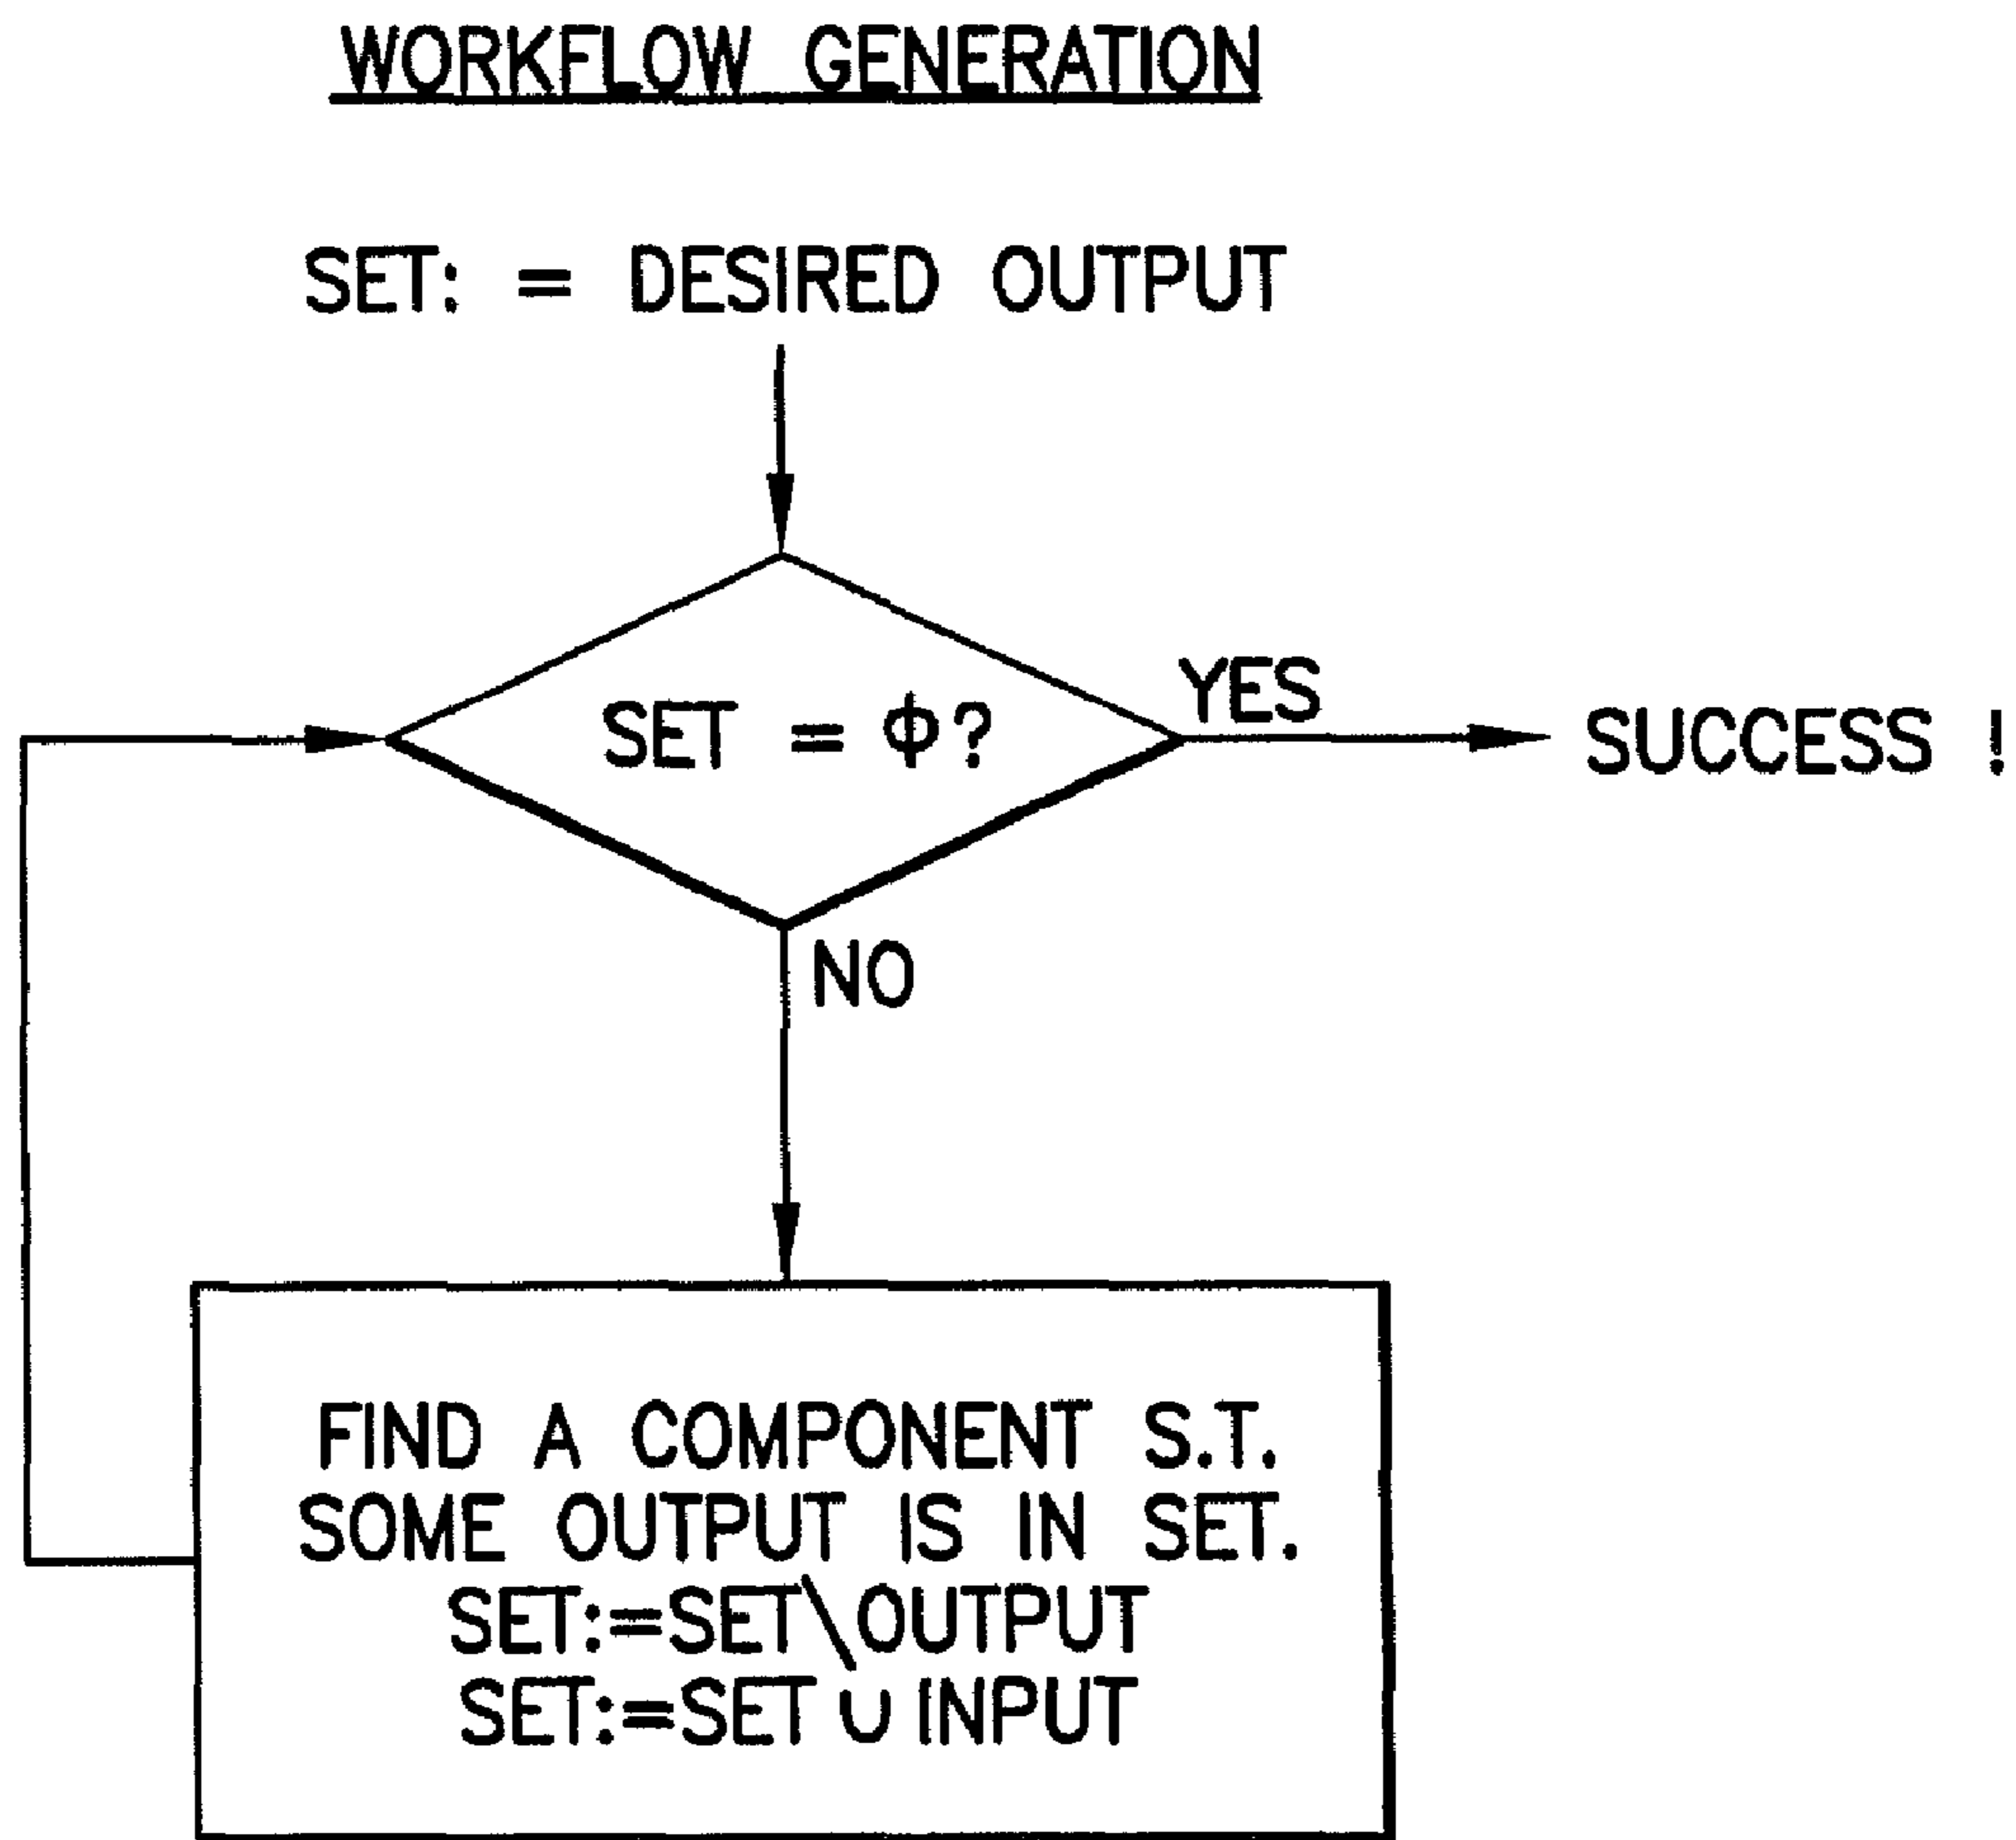 WORKFLOW GENERATION
SET: = DESIRED OUTPUT
SET = Φ?
YES
SUCCESS !
NO
FIND A COMPONENT S.T.
SOME OUTPUT IS IN SET.
SET:=SET\OUTPUT
SET:=SET ∪ INPUT